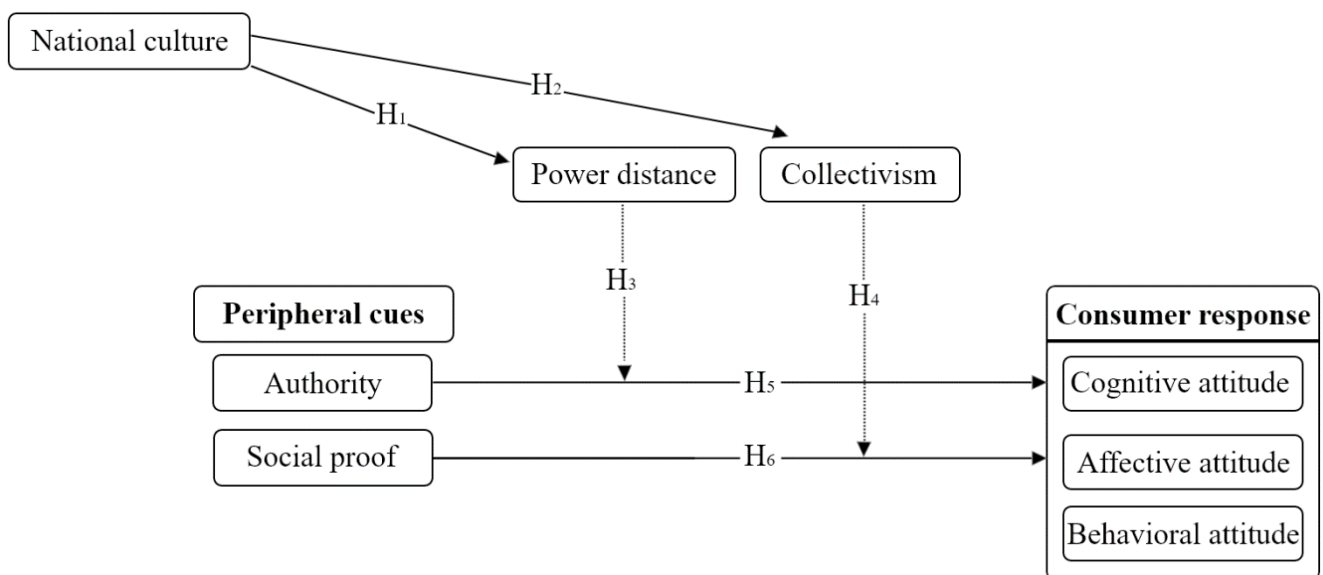 National culture
H2
H1
Power distance
Collectivism
H3
H4
Peripheral cues
Consumer response
Authority
H5
Cognitive attitude
Social proof
H6
Affective attitude
Behavioral attitude